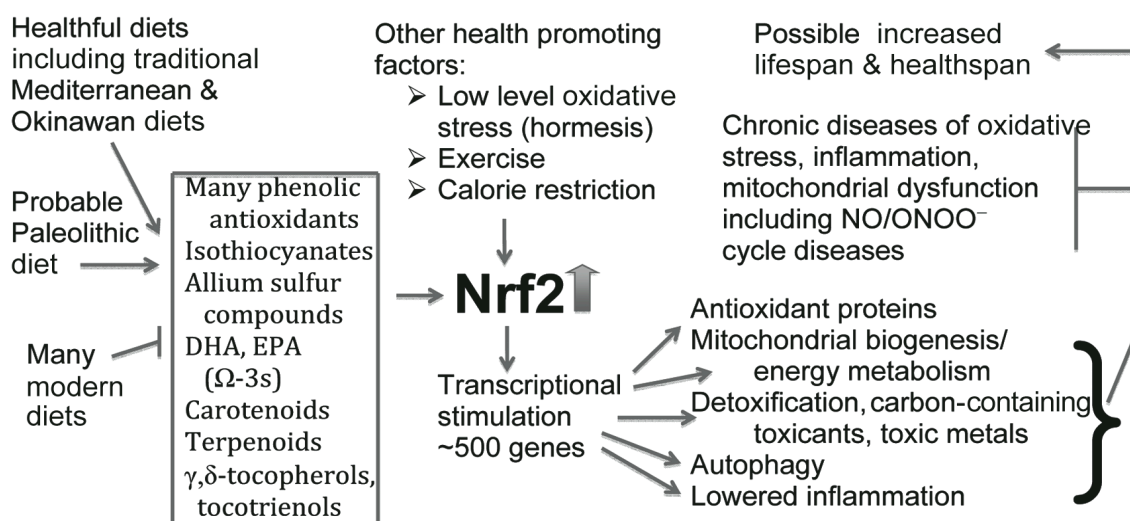 Healthful diets
including traditional
Mediterranean &
Okinawan diets
Probable
Paleolithic
diet
Many
modern
diets
Many phenolic
antioxidants
Isothiocyanates
Allium sulfur
compounds
DHA, EPA
(Ω-3s)
Carotenoids
Terpenoids
γ,δ-tocopherols,
tocotrienols
Other health promoting
factors:
➢ Low level oxidative
stress (hormesis)
➢ Exercise
➢ Calorie restriction
Nrf2
Transcriptional
stimulation
~500 genes
Possible increased
lifespan & healthspan
Chronic diseases of oxidative
stress, inflammation,
mitochondrial dysfunction
including NO/ONOO⁻
cycle diseases
Antioxidant proteins
Mitochondrial biogenesis/
energy metabolism
Detoxification, carbon-containing
toxicants, toxic metals
Autophagy
Lowered inflammation